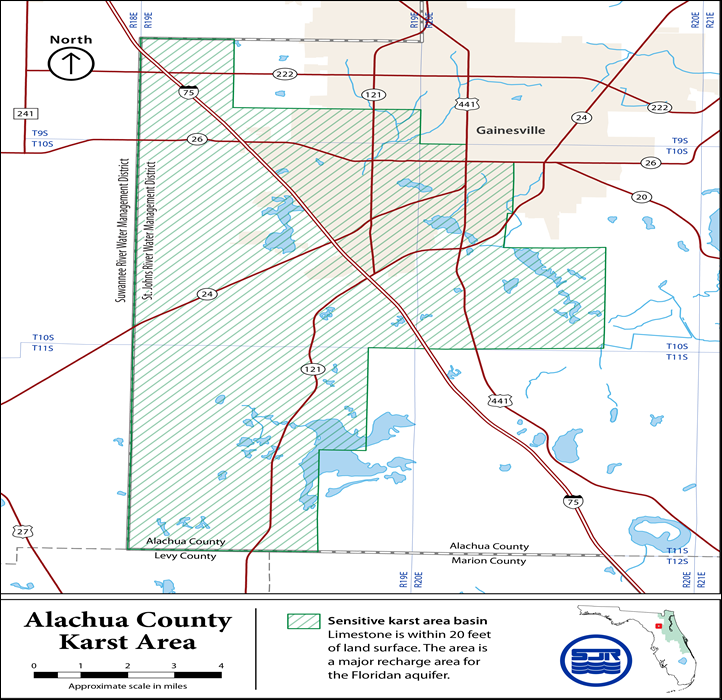 R18E
R19E
R19E
R20E
R20E
R21E
North
222
121
75
441
222
241
24
Gainesville
T9S
T10S
26
T9S
T10S
26
20
Suwannee River Water Management District
St. Johns River Water Management District
24
T10S
T11S
T10S
T11S
121
441
75
27
Alachua County
Levy County
Alachua County
Marion County
T11S
T12S
R19E
R20E
R20E
R21E
Alachua County
Karst Area
0 1 2 3 4
Approximate scale in miles
Sensitive karst area basin
Limestone is within 20 feet
of land surface. The area is
a major recharge area for
the Floridan aquifer.
SJR